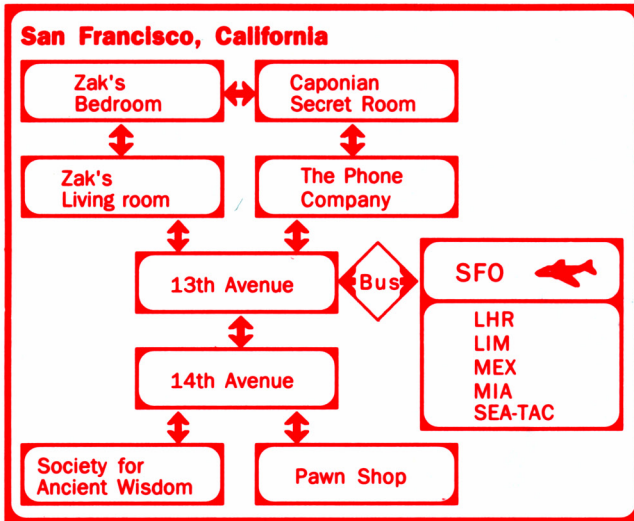 San Francisco, California
Zak's
Bedroom
Caponian
Secret Room
Zak's
Living room
The Phone
Company
13th Avenue
Bus
SFO
LHR
LIM
MEX
MIA
SEA-TAC
14th Avenue
Society for
Ancient Wisdom
Pawn Shop